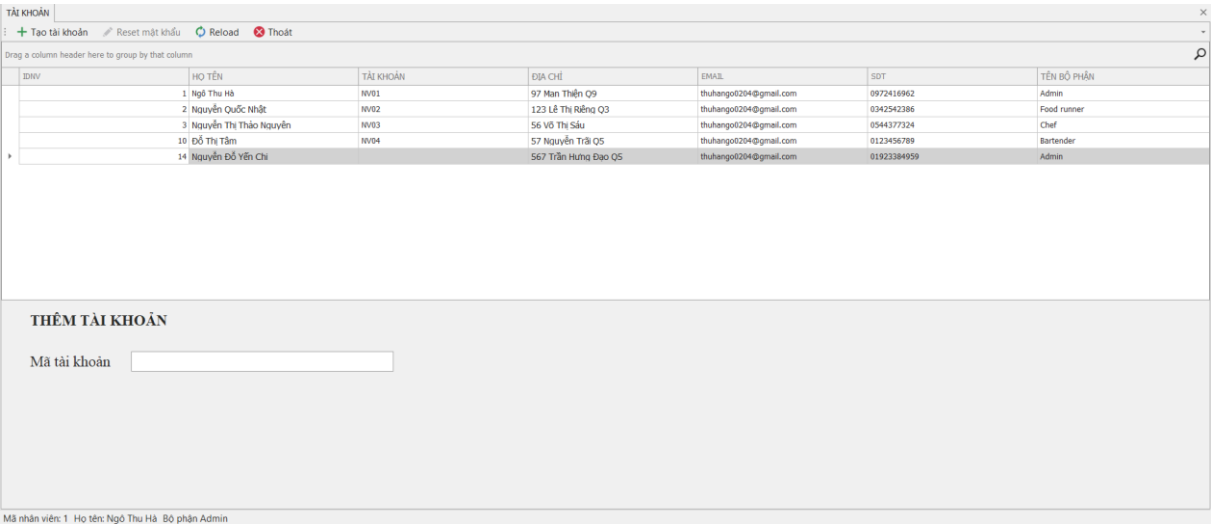 TÀI KHOẢN
Tạo tài khoản Reset mật khẩu Reload Thoát
Drag a column header here to group by that column
IDNV HỌ TÊN TÀI KHOẢN ĐỊA CHỈ EMAIL SDT TÊN BỘ PHẬN
1 Ngô Thu Hà NV01 97 Man Thiện Q9 thuhango0204@gmail.com 0972416962 Admin
2 Nguyễn Quốc Nhật NV02 123 Lê Thị Riêng Q3 thuhango0204@gmail.com 0342542386 Food runner
3 Nguyễn Thị Thảo Nguyên NV03 56 Võ Thị Sáu thuhango0204@gmail.com 0544377324 Chef
10 Đỗ Thị Tâm NV04 57 Nguyễn Trãi Q5 thuhango0204@gmail.com 0123456789 Bartender
14 Nguyễn Đỗ Yến Chi 567 Trần Hưng Đạo Q5 thuhango0204@gmail.com 01923384959 Admin
THÊM TÀI KHOẢN
Mã tài khoản
Mã nhân viên: 1 Họ tên: Ngô Thu Hà Bộ phận Admin